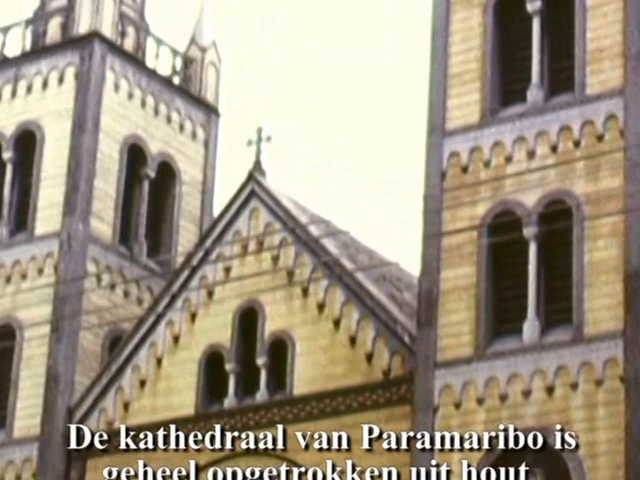 De kathedraal van Paramaribo is
geheel opgetrokken uit hout